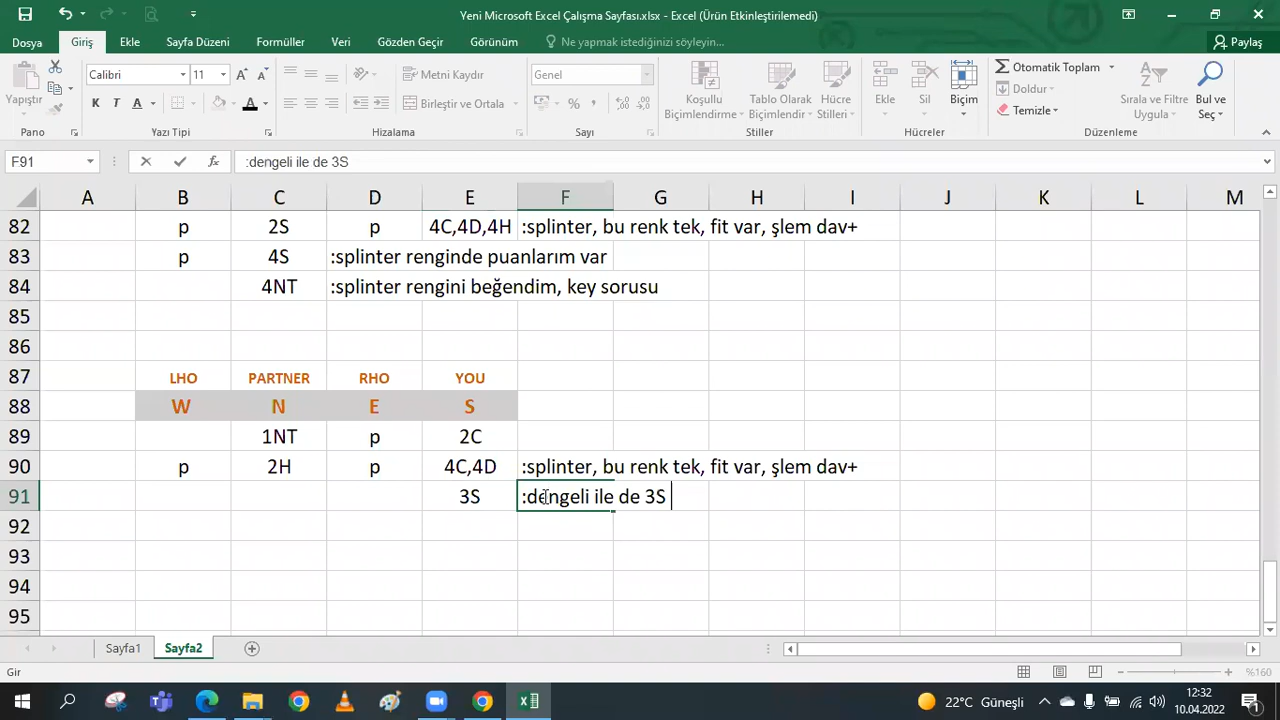 Yeni Microsoft Excel Çalışma Sayfası.xlsx - Excel (Ürün Etkinleştirilemedi)
Dosya Giriş Ekle Sayfa Düzeni Formüller Veri Gözden Geçir Görünüm Ne yapmak istediğinizi söyleyin... Paylaş
Yapıştır Calibri 11 Metni Kaydır Genel Koşullu Biçimlendirme Tablo Olarak Biçimlendir Hücre Stilleri Ekle Sil Biçim Otomatik Toplam Sırala ve Filtre Uygula Bul ve Seç
K T A A Birleştir ve Ortala % Doldur Temizle
Pano Yazı Tipi Hizalama Sayı Stiller Hücreler Düzenleme
F91 fx :dengeli ile de 3S
A B C D E F G H I J K L M
82 p 2S p 4C,4D,4H :splinter, bu renk tek, fit var, şlem dav+
83 p 4S :splinter renginde puanlarım var
84 4NT :splinter rengini beğendim, key sorusu
85
86
87 LHO PARTNER RHO YOU
88 W N E S
89 1NT p 2C
90 p 2H p 4C,4D :splinter, bu renk tek, fit var, şlem dav+
91 3S :dengeli ile de 3S
92
93
94
95
Sayfa1 Sayfa2
Gir %160
22°C Güneşli 12:32
10.04.2022 1